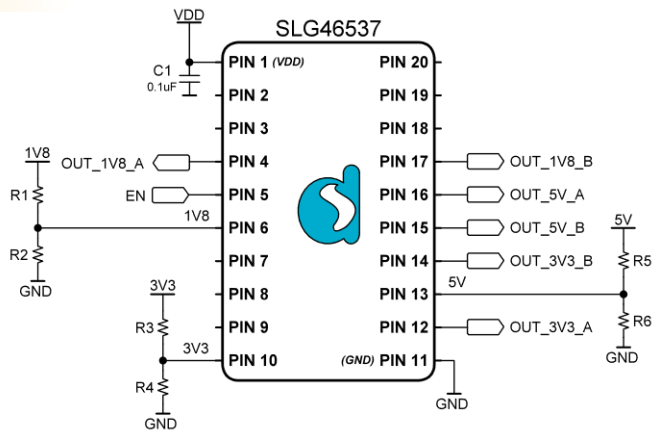 SLG46537
VDD
C1
0.1uF
PIN 1 (VDD)
PIN 2
PIN 3
PIN 4
PIN 5
PIN 6
PIN 7
PIN 8
PIN 9
PIN 10
PIN 20
PIN 19
PIN 18
PIN 17
PIN 16
PIN 15
PIN 14
PIN 13
PIN 12
(GND) PIN 11
1V8
OUT_1V8_A
EN
R1
1V8
R2
GND
3V3
R3
3V3
R4
GND
OUT_1V8_B
OUT_5V_A
OUT_5V_B
OUT_3V3_B
5V
OUT_3V3_A
GND
5V
R5
R6
GND